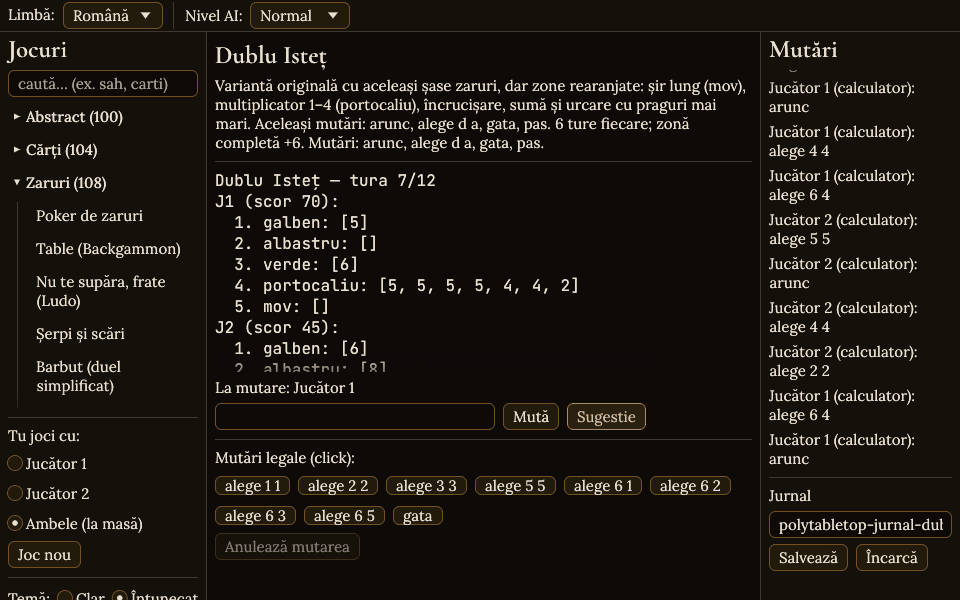 Limbă: Română ▼ Nivel AI: Normal ▼
Jocuri
caută... (ex. sah, carti)
▸ Abstract (100)
▸ Cărți (104)
▾ Zaruri (108)
Poker de zaruri
Table (Backgammon)
Nu te supăra, frate
(Ludo)
Șerpi și scări
Barbut (duel
simplificat)
Tu joci cu:
Jucător 1
Jucător 2
Ambele (la masă)
Joc nou
Temă: Clar Întunecat
Dublu Isteț
Variantă originală cu aceleași șase zaruri, dar zone rearanjate: șir lung (mov),
multiplicator 1–4 (portocaliu), încrucișare, sumă și urcare cu praguri mai
mari. Aceleași mutări: arunc, alege d a, gata, pas. 6 ture fiecare; zonă
completă +6. Mutări: arunc, alege d a, gata, pas.
Dublu Isteț — tura 7/12
J1 (scor 70):
1. galben: [5]
2. albastru: []
3. verde: [6]
4. portocaliu: [5, 5, 5, 5, 4, 4, 2]
5. mov: []
J2 (scor 45):
1. galben: [6]
2. albastru: [8]
La mutare: Jucător 1
Mută Sugestie
Mutări legale (click):
alege 1 1 alege 2 2 alege 3 3 alege 5 5 alege 6 1 alege 6 2
alege 6 3 alege 6 5 gata
Anulează mutarea
Mutări
Jucător 1 (calculator):
arunc
Jucător 1 (calculator):
alege 4 4
Jucător 1 (calculator):
alege 6 4
Jucător 2 (calculator):
alege 5 5
Jucător 2 (calculator):
arunc
Jucător 2 (calculator):
alege 4 4
Jucător 2 (calculator):
alege 2 2
Jucător 1 (calculator):
alege 6 4
Jucător 1 (calculator):
arunc
Jurnal
polytabletop-jurnal-dub
Salvează Încarcă